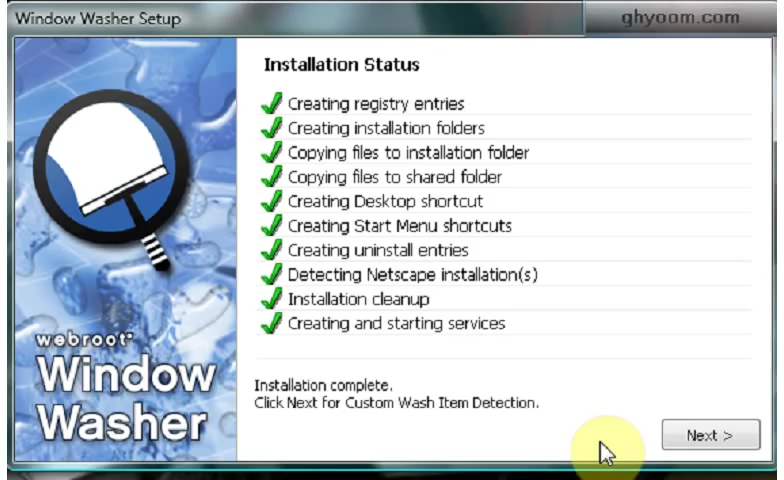 Window Washer Setup
ghyoom.com
Installation Status
Creating registry entries
Creating installation folders
Copying files to installation folder
Copying files to shared folder
Creating Desktop shortcut
Creating Start Menu shortcuts
Creating uninstall entries
Detecting Netscape installation(s)
Installation cleanup
Creating and starting services
webroot
Window
Washer
Installation complete.
Click Next for Custom Wash Item Detection.
Next >